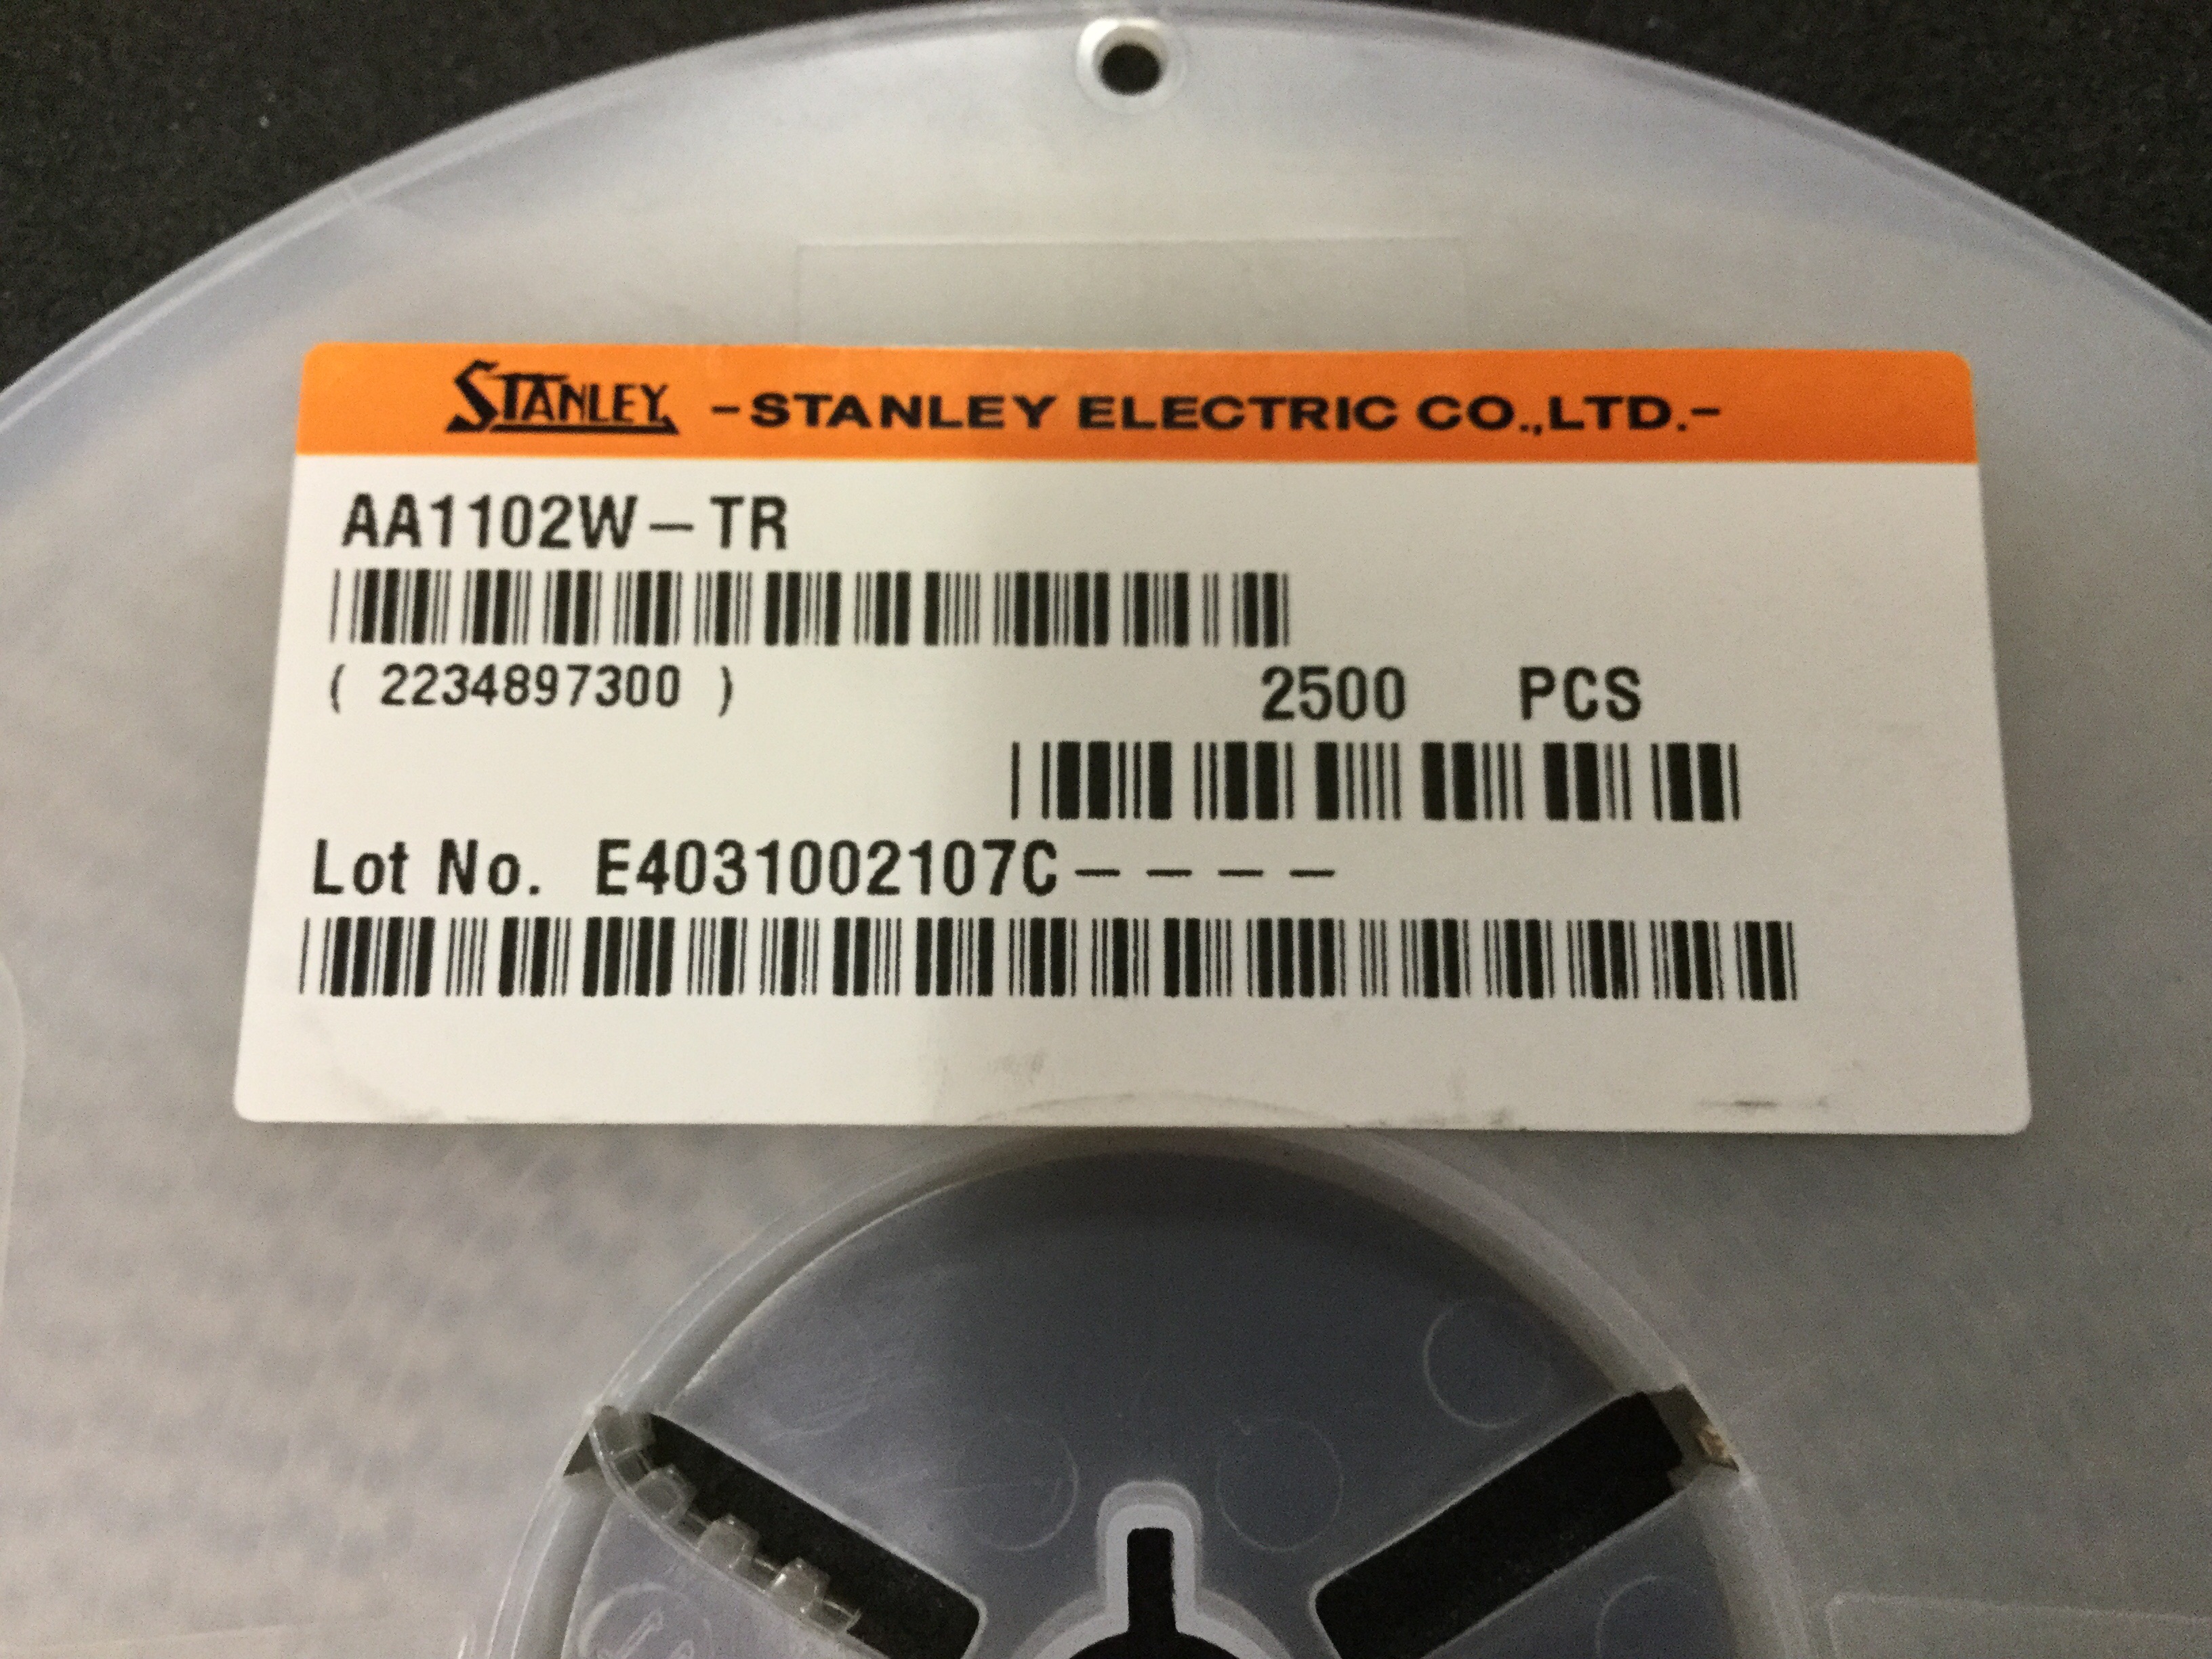 STANLEY -STANLEY ELECTRIC CO.,LTD.-
AA1102W-TR
( 2234897300 ) 2500 PCS
Lot No. E4031002107C----